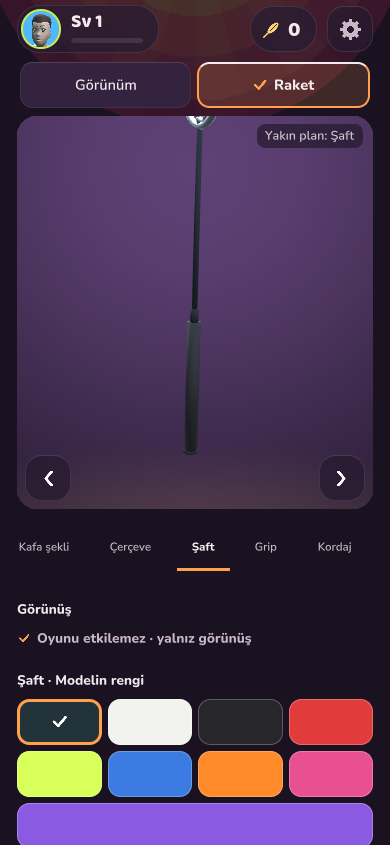 Sv 1
0
Görünüm
Raket
Yakın plan: Şaft
Kafa şekli
Çerçeve
Şaft
Grip
Kordaj
Görünüş
Oyunu etkilemez · yalnız görünüş
Şaft · Modelin rengi